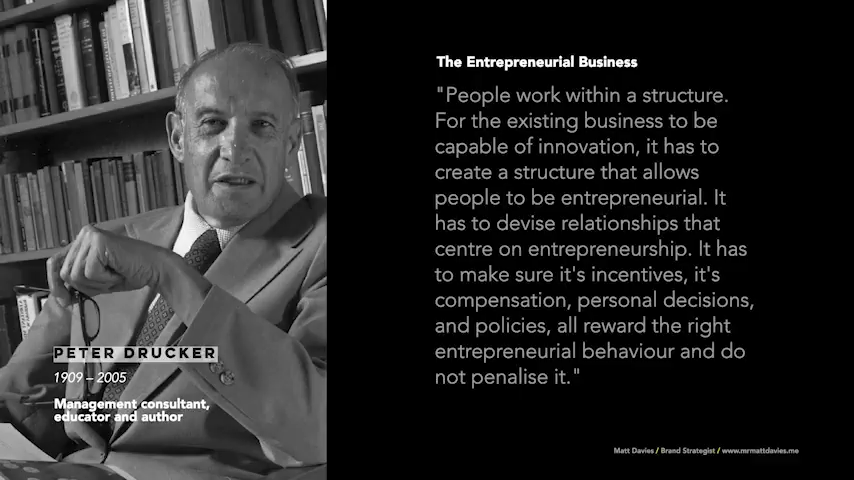 PETER DRUCKER
1909 – 2005
Management consultant,
educator and author
The Entrepreneurial Business
"People work within a structure.
For the existing business to be
capable of innovation, it has to
create a structure that allows
people to be entrepreneurial. It
has to devise relationships that
centre on entrepreneurship. It has
to make sure it's incentives, it's
compensation, personal decisions,
and policies, all reward the right
entrepreneurial behaviour and do
not penalise it."
Matt Davies / Brand Strategist / www.mrmattdavies.me